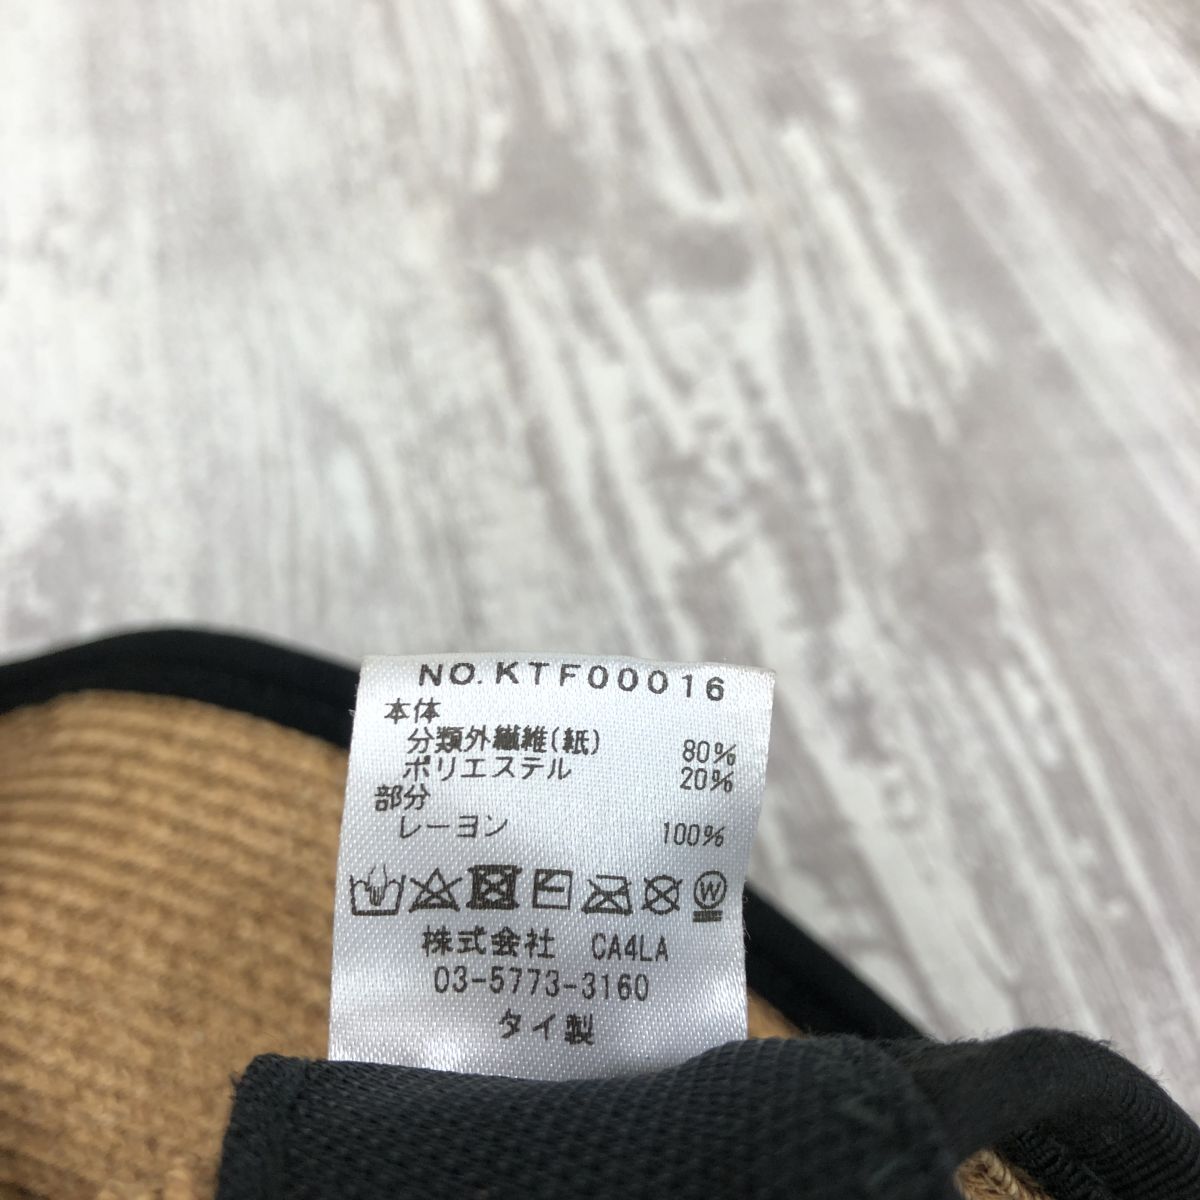 NO.KTF00016
本体
分類外繊維(紙) 80%
ポリエステル 20%
部分
レーヨン 100%
W
株式会社 CA4LA
03-5773-3160
タイ製